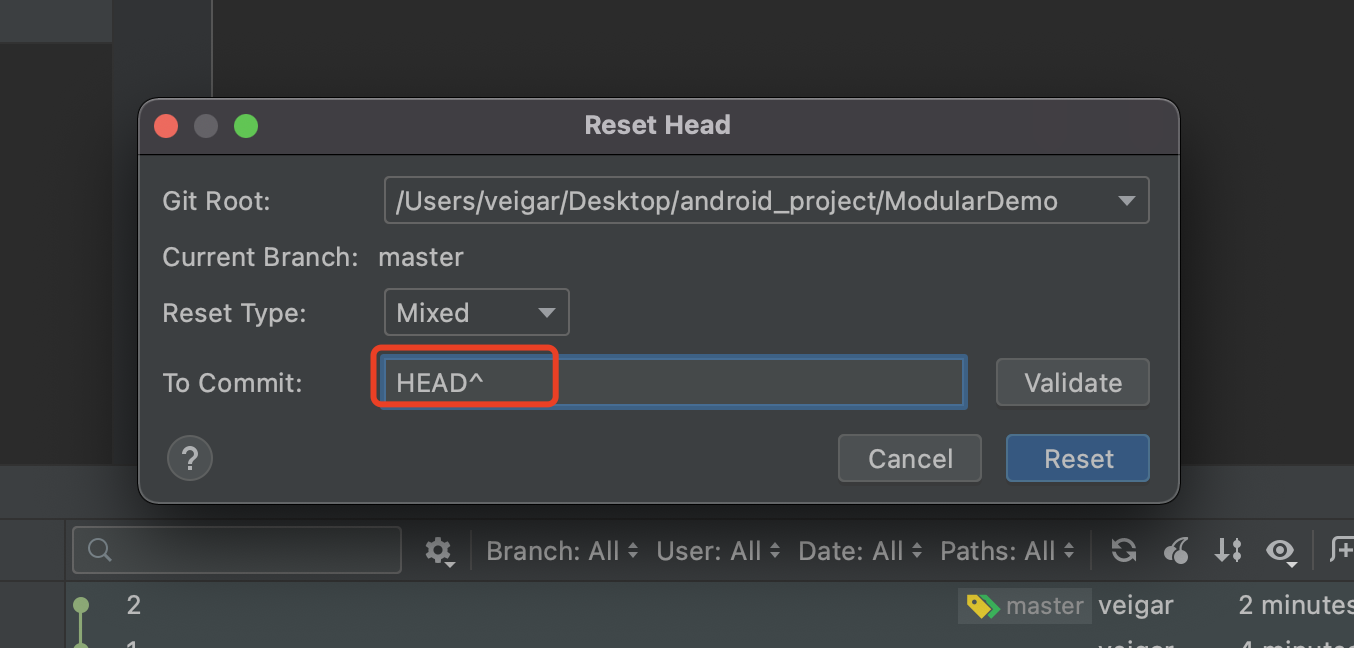 Reset Head
Git Root: /Users/veigar/Desktop/android_project/ModularDemo
Current Branch: master
Reset Type: Mixed
To Commit: HEAD^ Validate
? Cancel Reset
Branch: All User: All Date: All Paths: All
2 master veigar 2 minutes
1 veigar 4 minutes